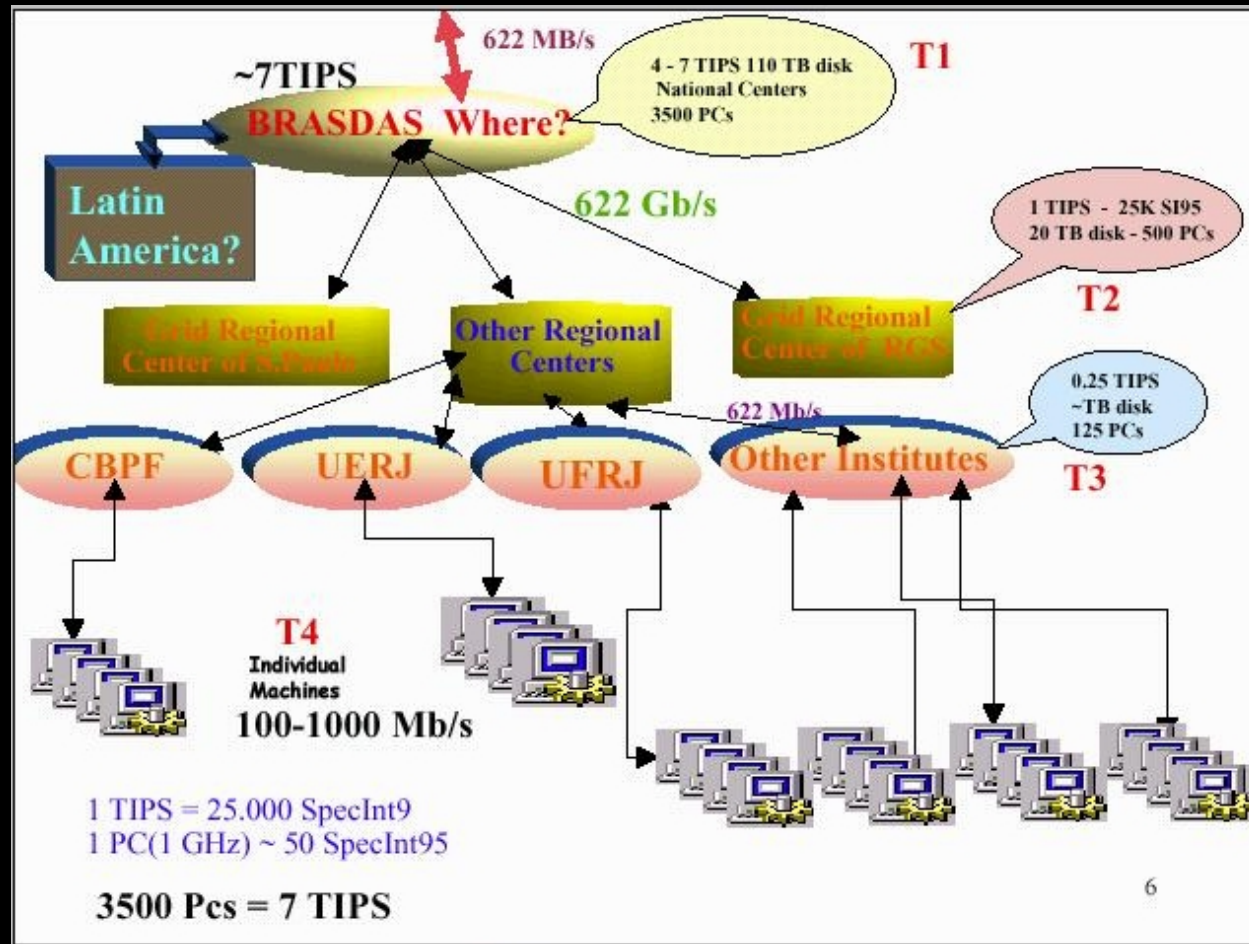 622 MB/s
T1
~7TIPS
4 - 7 TIPS 110 TB disk
National Centers
3500 PCs
BRASDAS Where?
Latin
America?
622 Gb/s
1 TIPS - 25K SI95
20 TB disk - 500 PCs
T2
Grid Regional
Center of S.Paulo
Other Regional
Centers
Grid Regional
Center of RGS
0.25 TIPS
~TB disk
125 PCs
622 Mb/s
T3
CBPF
UERJ
UFRJ
Other Institutes
T4
Individual
Machines
100-1000 Mb/s
1 TIPS = 25.000 SpecInt9
1 PC(1 GHz) ~ 50 SpecInt95
3500 Pcs = 7 TIPS
6